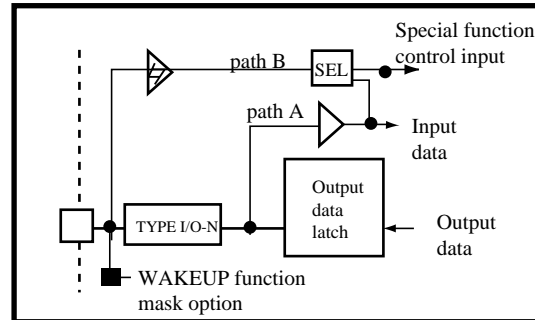 Special function
control input
path B
SEL
path A
Input
data
TYPE I/O-N
Output
data
latch
Output
data
WAKEUP function
mask option